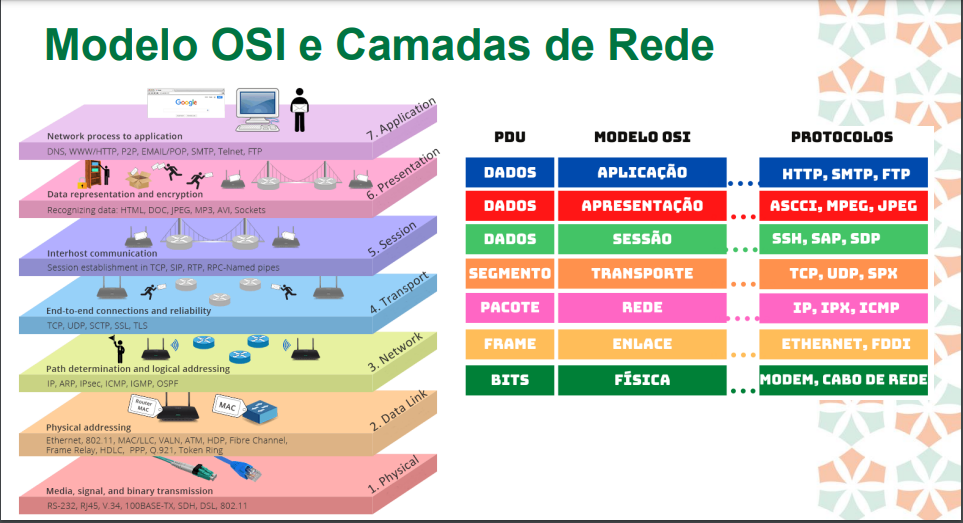 Modelo OSI e Camadas de Rede
Google
7. Application
Network process to application
DNS, WWW/HTTP, P2P, EMAIL/POP, SMTP, Telnet, FTP
6. Presentation
Data representation and encryption
Recognizing data: HTML, DOC, JPEG, MP3, AVI, Sockets
5. Session
Interhost communication
Session establishment in TCP, SIP, RTP, RPC-Named pipes
4. Transport
End-to-end connections and reliability
TCP, UDP, SCTP, SSL, TLS
3. Network
Path determination and logical addressing
IP, ARP, IPsec, ICMP, IGMP, OSPF
Router
MAC
MAC
2. Data Link
Physical addressing
Ethernet, 802.11, MAC/LLC, VALN, ATM, HDP, Fibre Channel,
Frame Relay, HDLC, PPP, Q.921, Token Ring
1. Physical
Media, signal, and binary transmission
RS-232, RJ45, V.34, 100BASE-TX, SDH, DSL, 802.11
PDU MODELO OSI PROTOCOLOS
DADOS APLICAÇÃO .... HTTP, SMTP, FTP
DADOS APRESENTAÇÃO ... ASCCI, MPEG, JPEG
DADOS SESSÃO .... SSH, SAP, SDP
SEGMENTO TRANSPORTE ... TCP, UDP, SPX
PACOTE REDE .... IP, IPX, ICMP
FRAME ENLACE ... ETHERNET, FDDI
BITS FÍSICA ... MODEM, CABO DE REDE